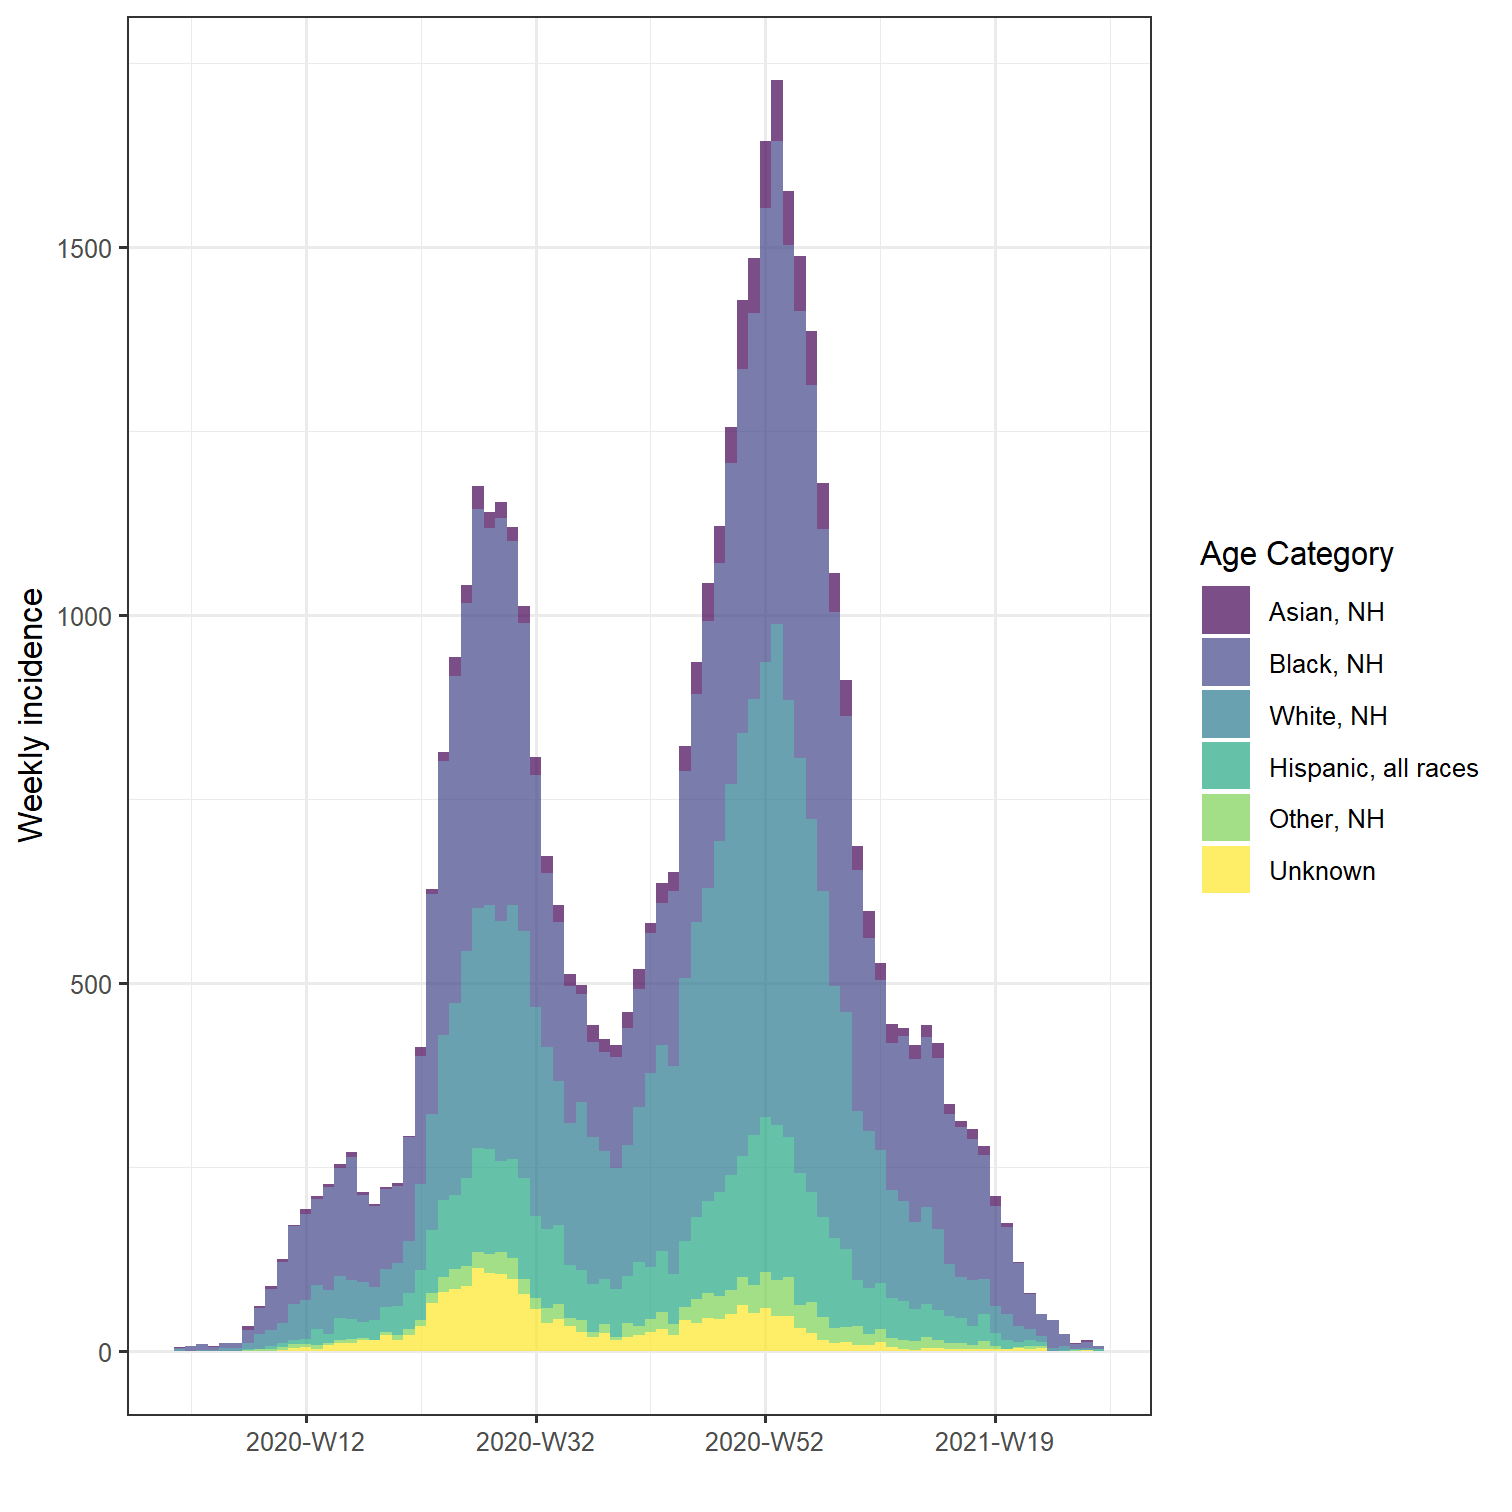 Weekly incidence
1500
1000
500
0
2020-W12
2020-W32
2020-W52
2021-W19
Age Category
Asian, NH
Black, NH
White, NH
Hispanic, all races
Other, NH
Unknown